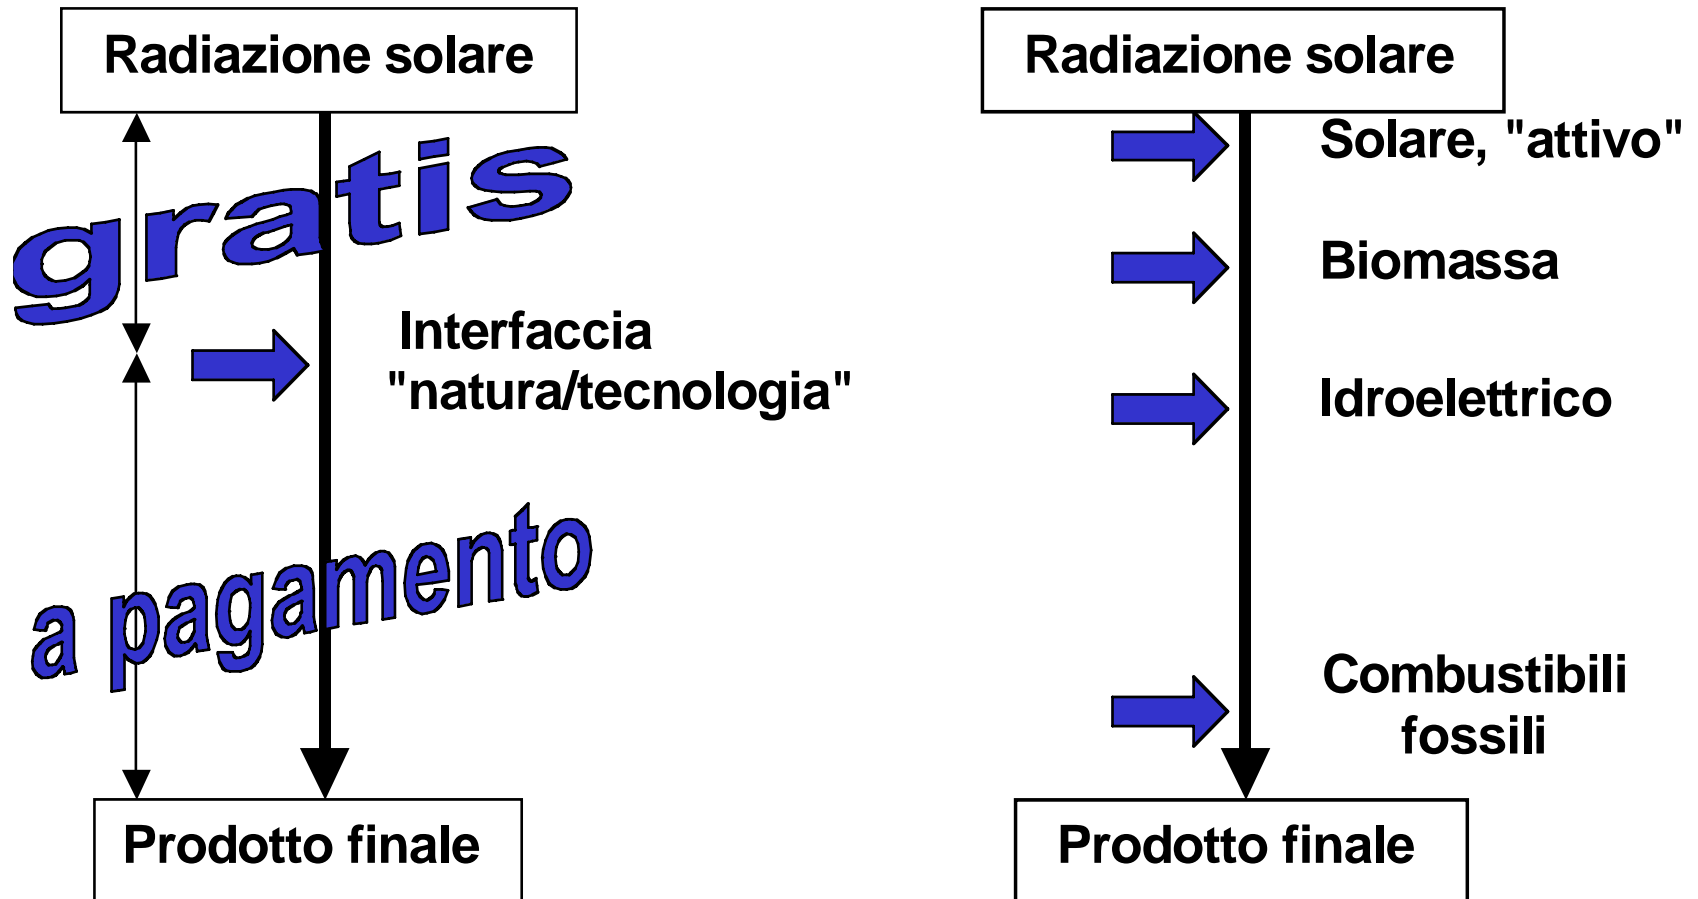 Radiazione solare
gratis
Interfaccia
"natura/tecnologia"
a pagamento
Prodotto finale
Radiazione solare
Solare, "attivo"
Biomassa
Idroelettrico
Combustibili
fossili
Prodotto finale